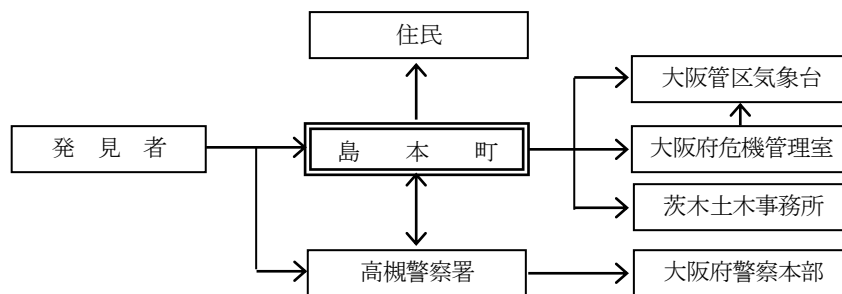 住民
大阪管区気象台
発見者
島本町
大阪府危機管理室
茨木土木事務所
高槻警察署
大阪府警察本部